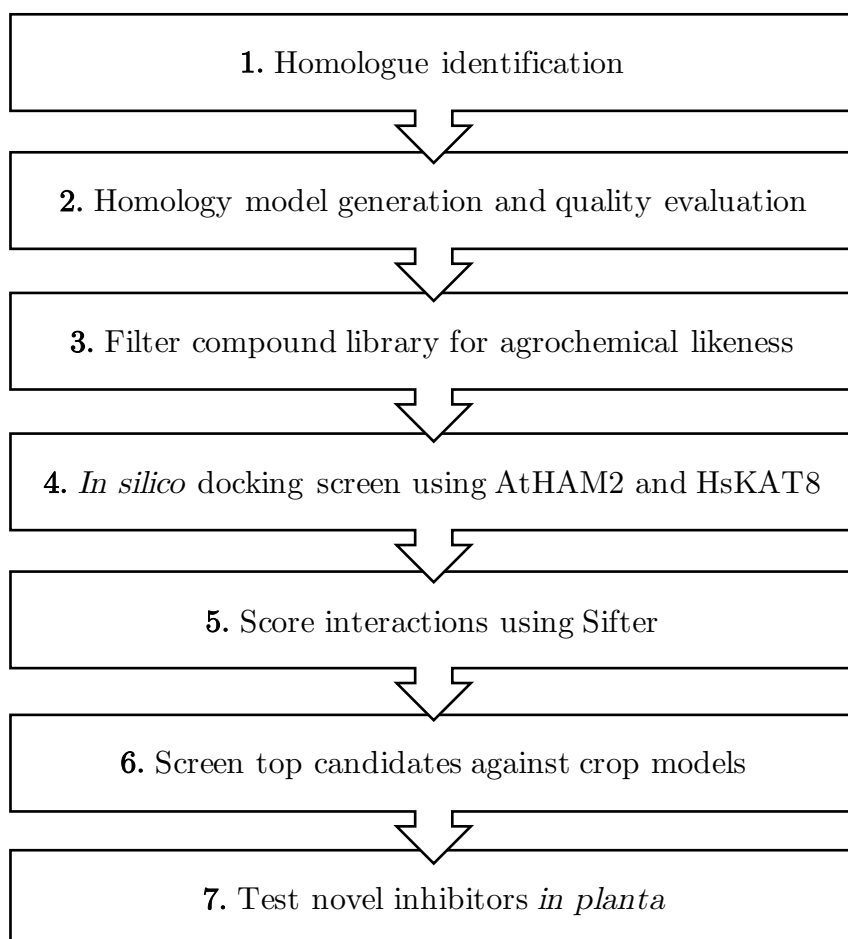 1. Homologue identification
2. Homology model generation and quality evaluation
3. Filter compound library for agrochemical likeness
4. In silico docking screen using AtHAM2 and HsKAT8
5. Score interactions using Sifter
6. Screen top candidates against crop models
7. Test novel inhibitors in planta